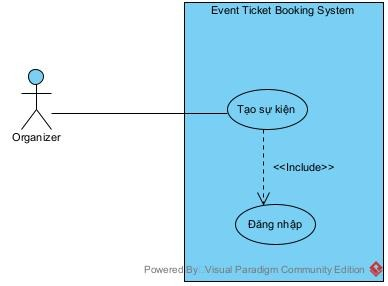 Event Ticket Booking System
Tạo sự kiện
Organizer
<<Include>>
Đăng nhập
Powered By Visual Paradigm Community Edition